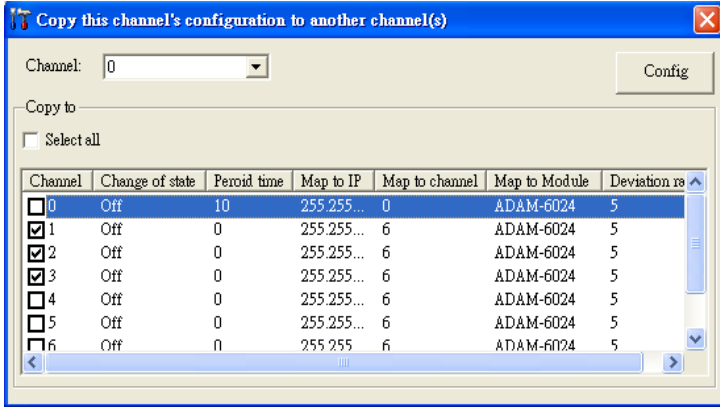 Copy this channel's configuration to another channel(s)
Channel: 0
Config
Copy to
Select all
Channel Change of state Peroid time Map to IP Map to channel Map to Module Deviation ra
0 Off 10 255.255... 0 ADAM-6024 5
1 Off 0 255.255... 6 ADAM-6024 5
2 Off 0 255.255... 6 ADAM-6024 5
3 Off 0 255.255... 6 ADAM-6024 5
4 Off 0 255.255... 6 ADAM-6024 5
5 Off 0 255.255... 6 ADAM-6024 5
6 Off 0 255.255 6 ADAM-6024 5